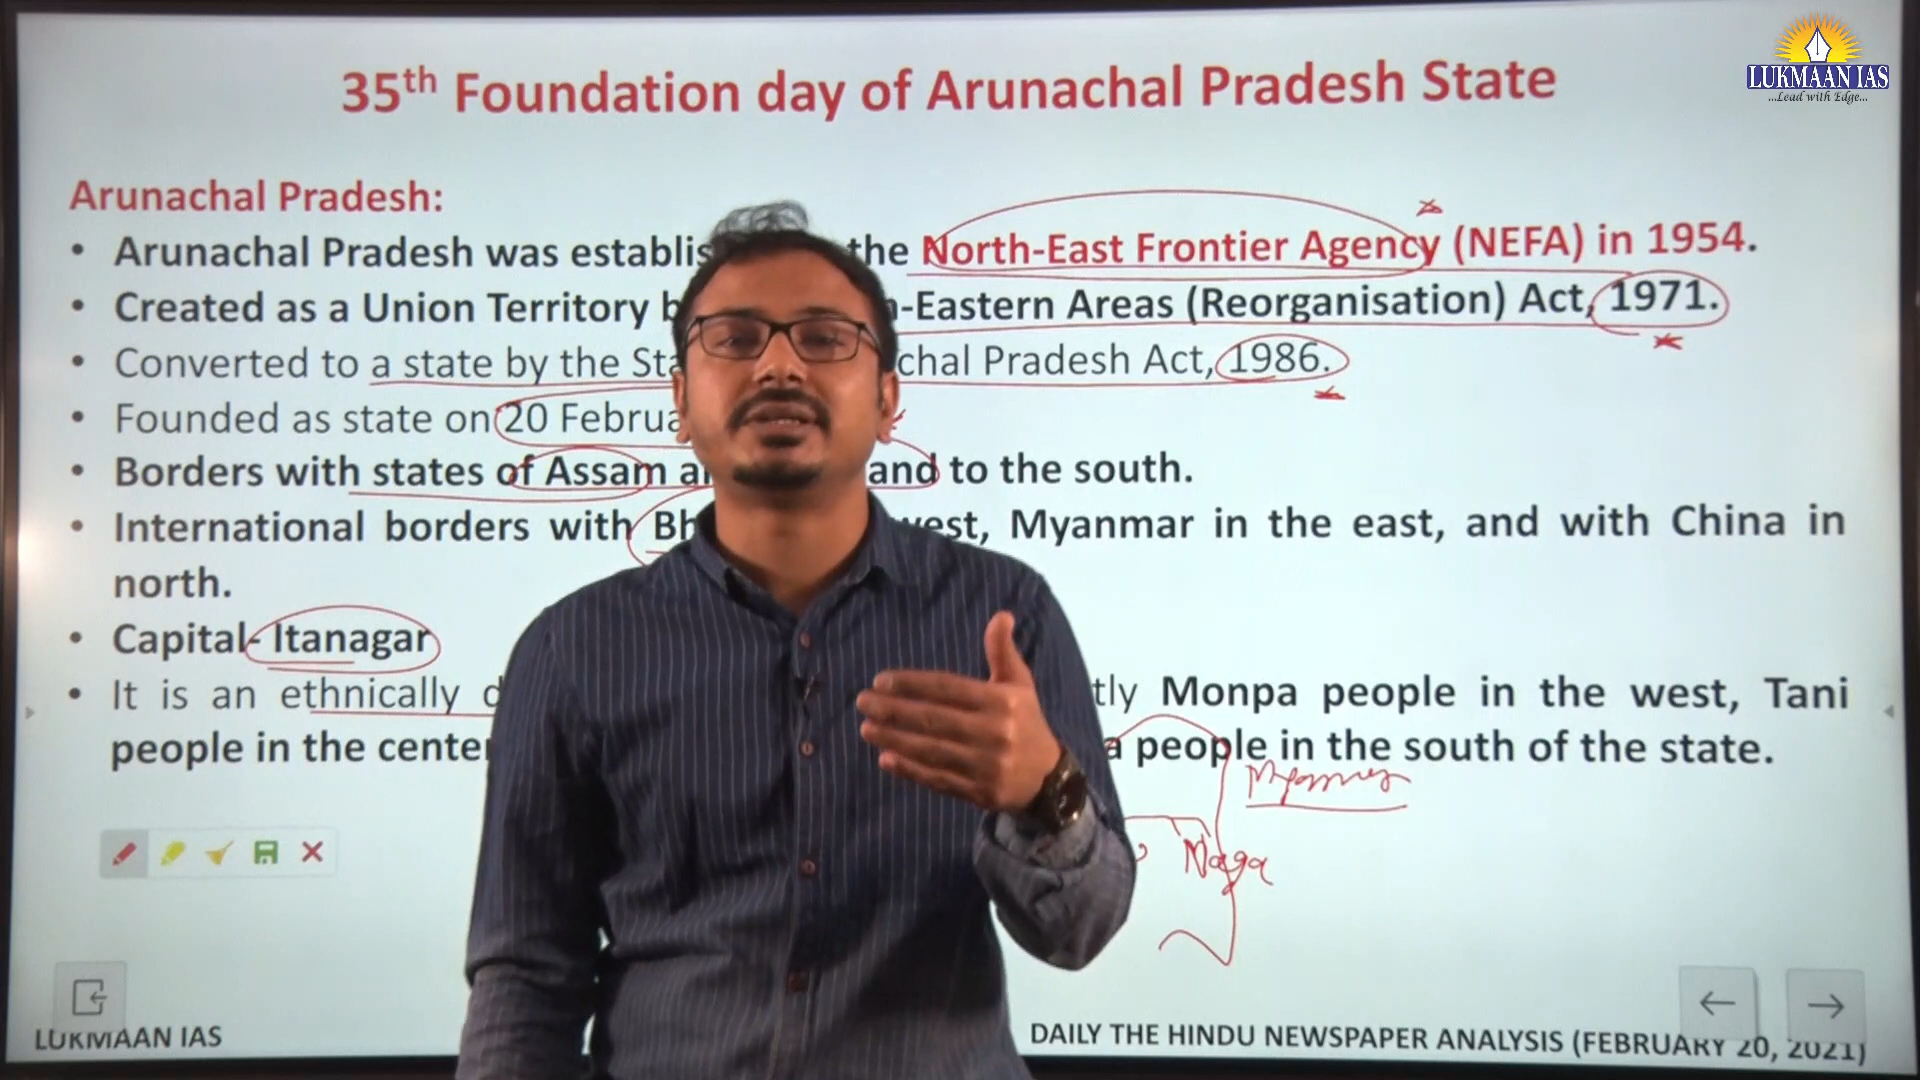 LUKMAAN IAS
...Lead with Edge...
35th Foundation day of Arunachal Pradesh State
Arunachal Pradesh:
• Arunachal Pradesh was establis the North-East Frontier Agency (NEFA) in 1954.
• Created as a Union Territory b -Eastern Areas (Reorganisation) Act, 1971.
• Converted to a state by the Sta chal Pradesh Act, 1986.
• Founded as state on 20 Februa
• Borders with states of Assam a and to the south.
• International borders with Bh west, Myanmar in the east, and with China in
north.
• Capital- Itanagar
• It is an ethnically d tly Monpa people in the west, Tani
people in the center a people in the south of the state.
Myanmar
Naga
LUKMAAN IAS
DAILY THE HINDU NEWSPAPER ANALYSIS (FEBRUARY 20, 2021)